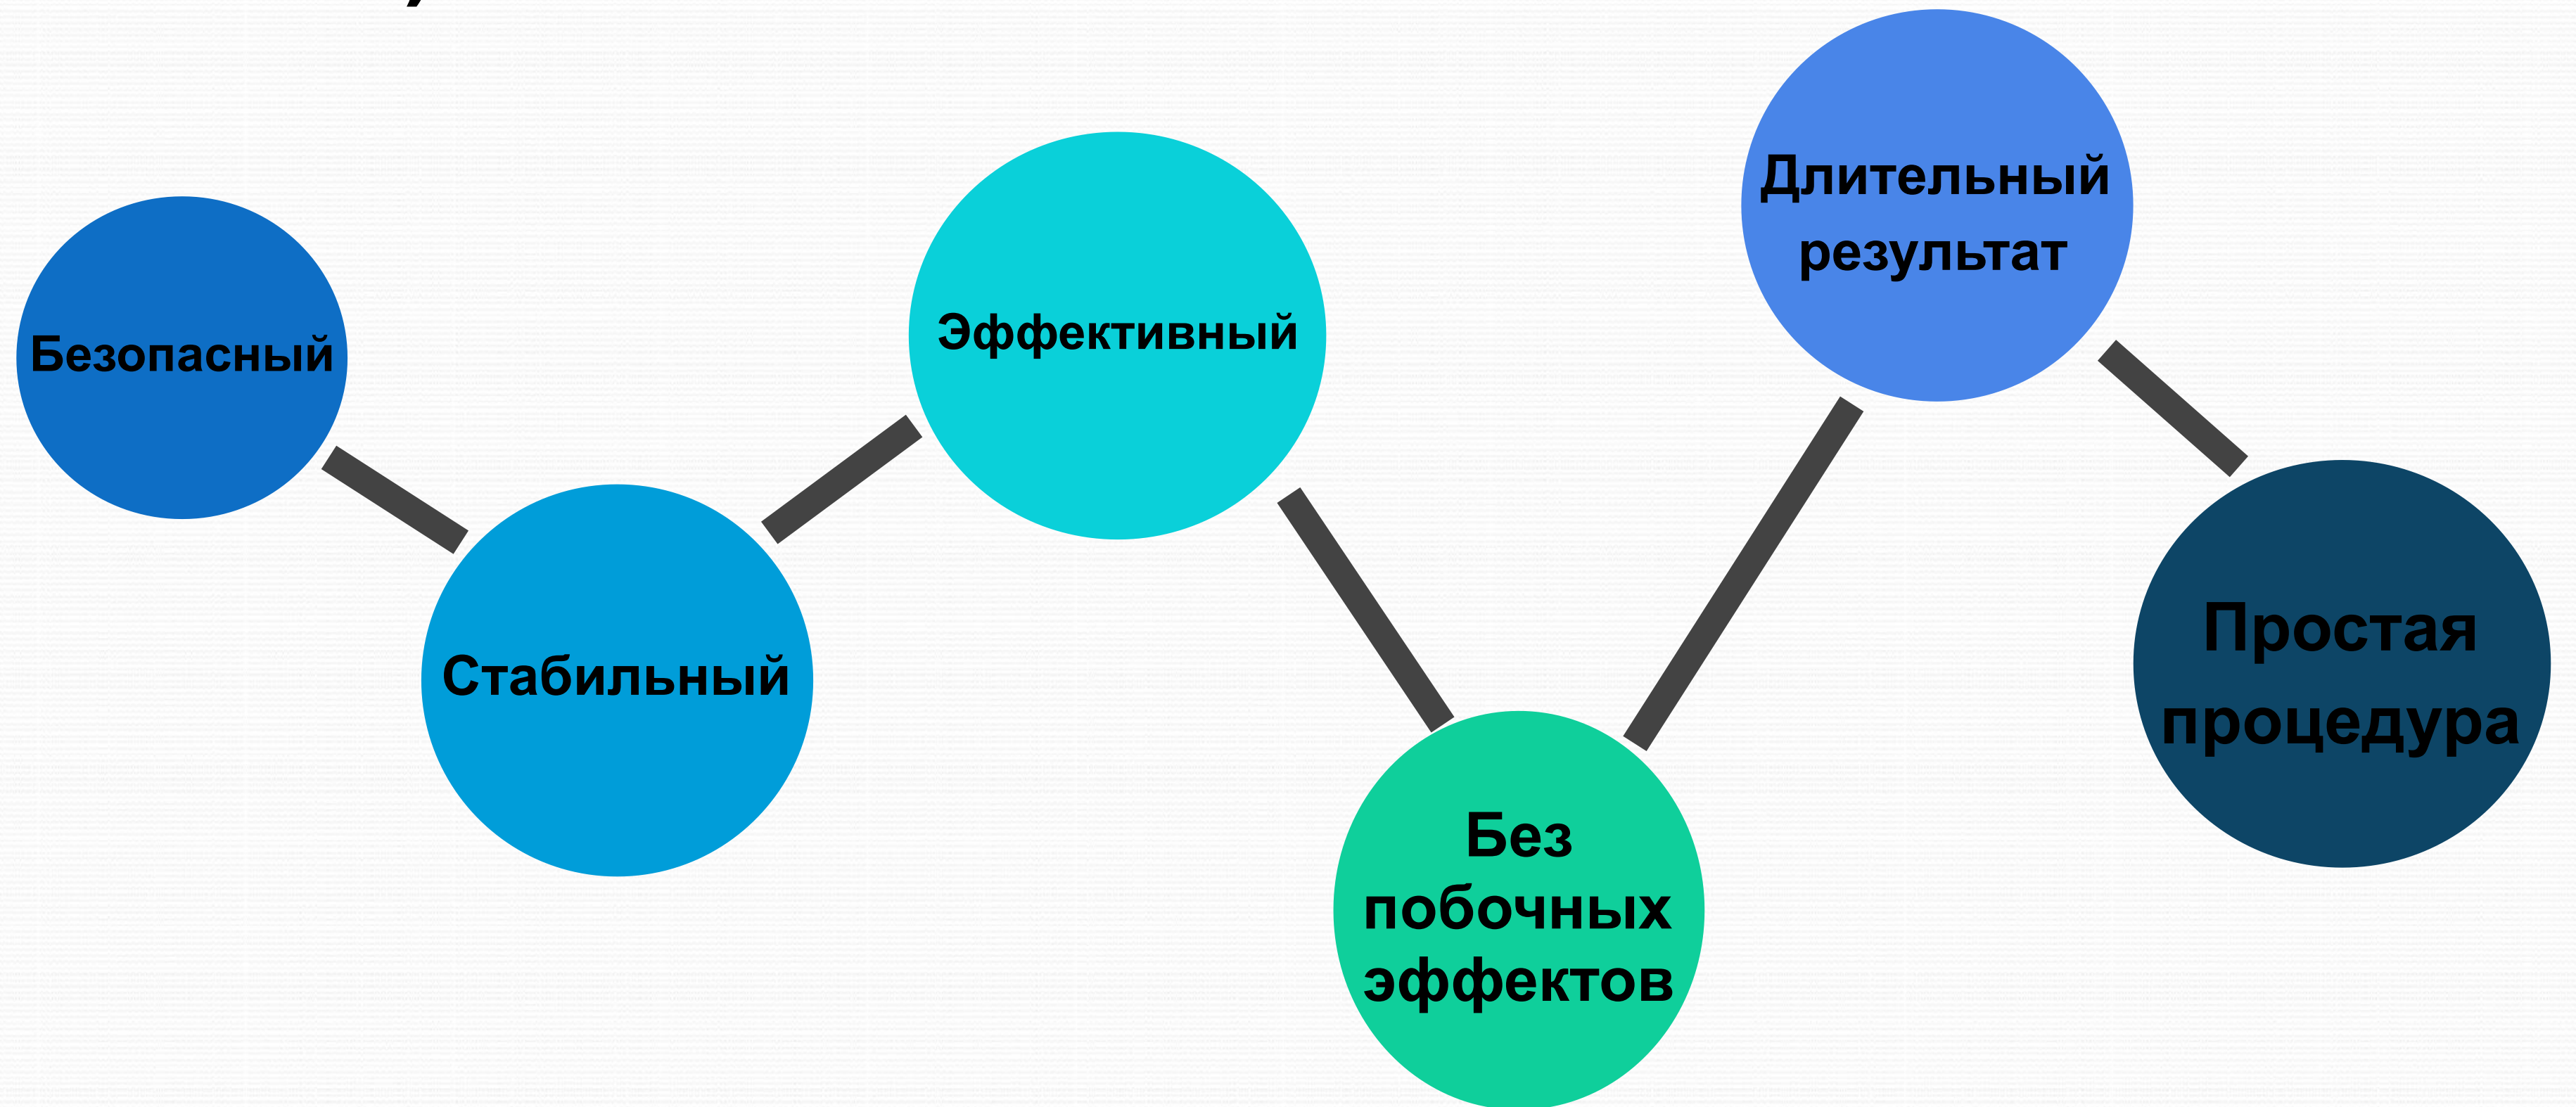 Безопасный
Стабильный
Эффективный
Без
побочных
эффектов
Длительный
результат
Простая
процедура